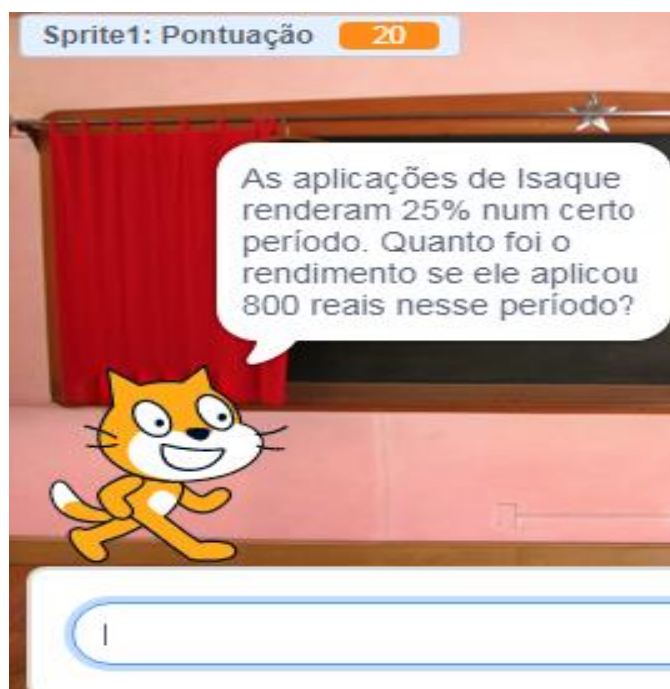 Sprite1: Pontuação 20
As aplicações de Isaque
renderam 25% num certo
período. Quanto foi o
rendimento se ele aplicou
800 reais nesse período?